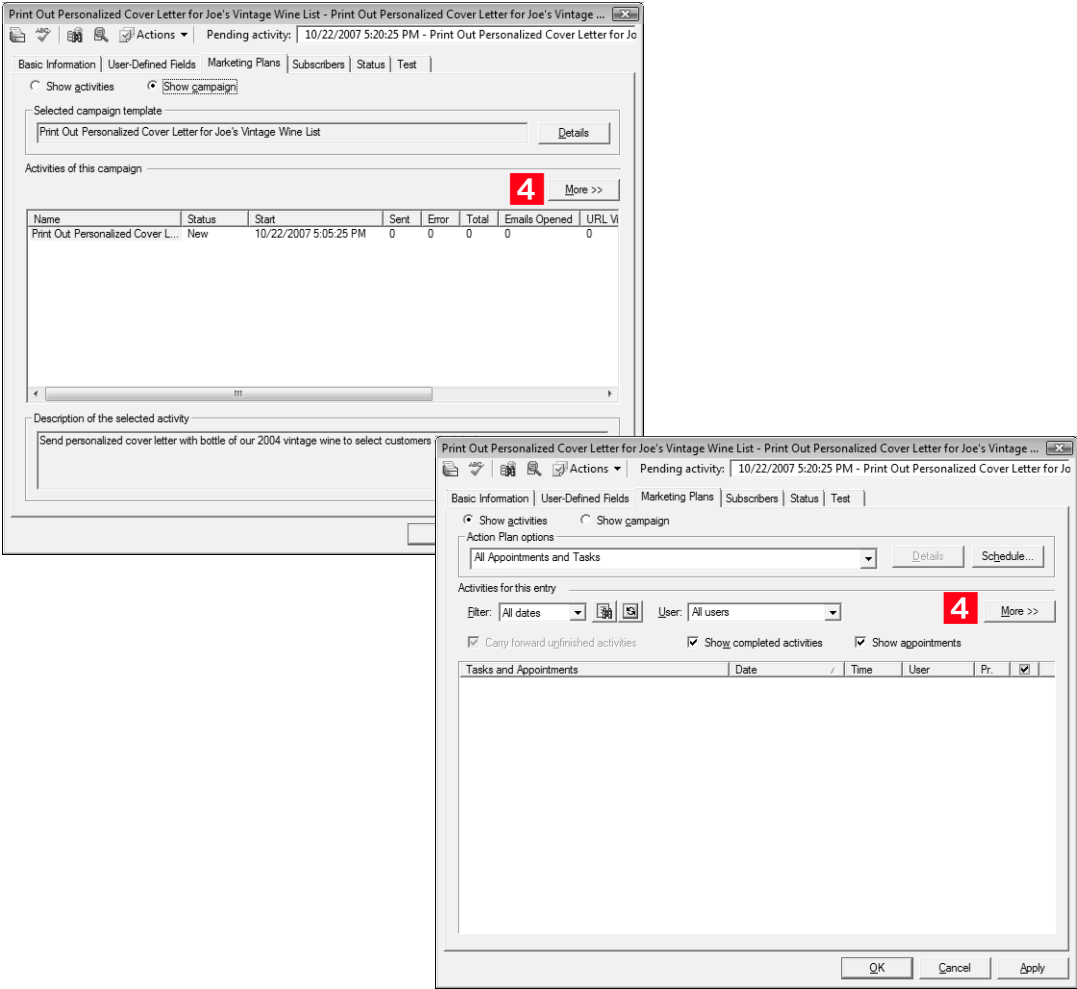 Print Out Personalized Cover Letter for Joe's Vintage Wine List - Print Out Personalized Cover Letter for Joe's Vintage ...
Actions Pending activity: 10/22/2007 5:20:25 PM - Print Out Personalized Cover Letter for Jo
Basic Information User-Defined Fields Marketing Plans Subscribers Status Test
Show activities Show campaign
Selected campaign template
Print Out Personalized Cover Letter for Joe's Vintage Wine List Details
Activities of this campaign
4 More >>
Name Status Start Sent Error Total Emails Opened URL Vi
Print Out Personalized Cover L... New 10/22/2007 5:05:25 PM 0 0 0 0 0
Description of the selected activity
Send personalized cover letter with bottle of our 2004 vintage wine to select customers
Print Out Personalized Cover Letter for Joe's Vintage Wine List - Print Out Personalized Cover Letter for Joe's Vintage ...
Actions Pending activity: 10/22/2007 5:20:25 PM - Print Out Personalized Cover Letter for Jo
Basic Information User-Defined Fields Marketing Plans Subscribers Status Test
Show activities Show campaign
Action Plan options
All Appointments and Tasks Details Schedule...
Activities for this entry
Filter: All dates User: All users 4 More >>
Carry forward unfinished activities Show completed activities Show appointments
Tasks and Appointments Date Time User Pr.
OK Cancel Apply